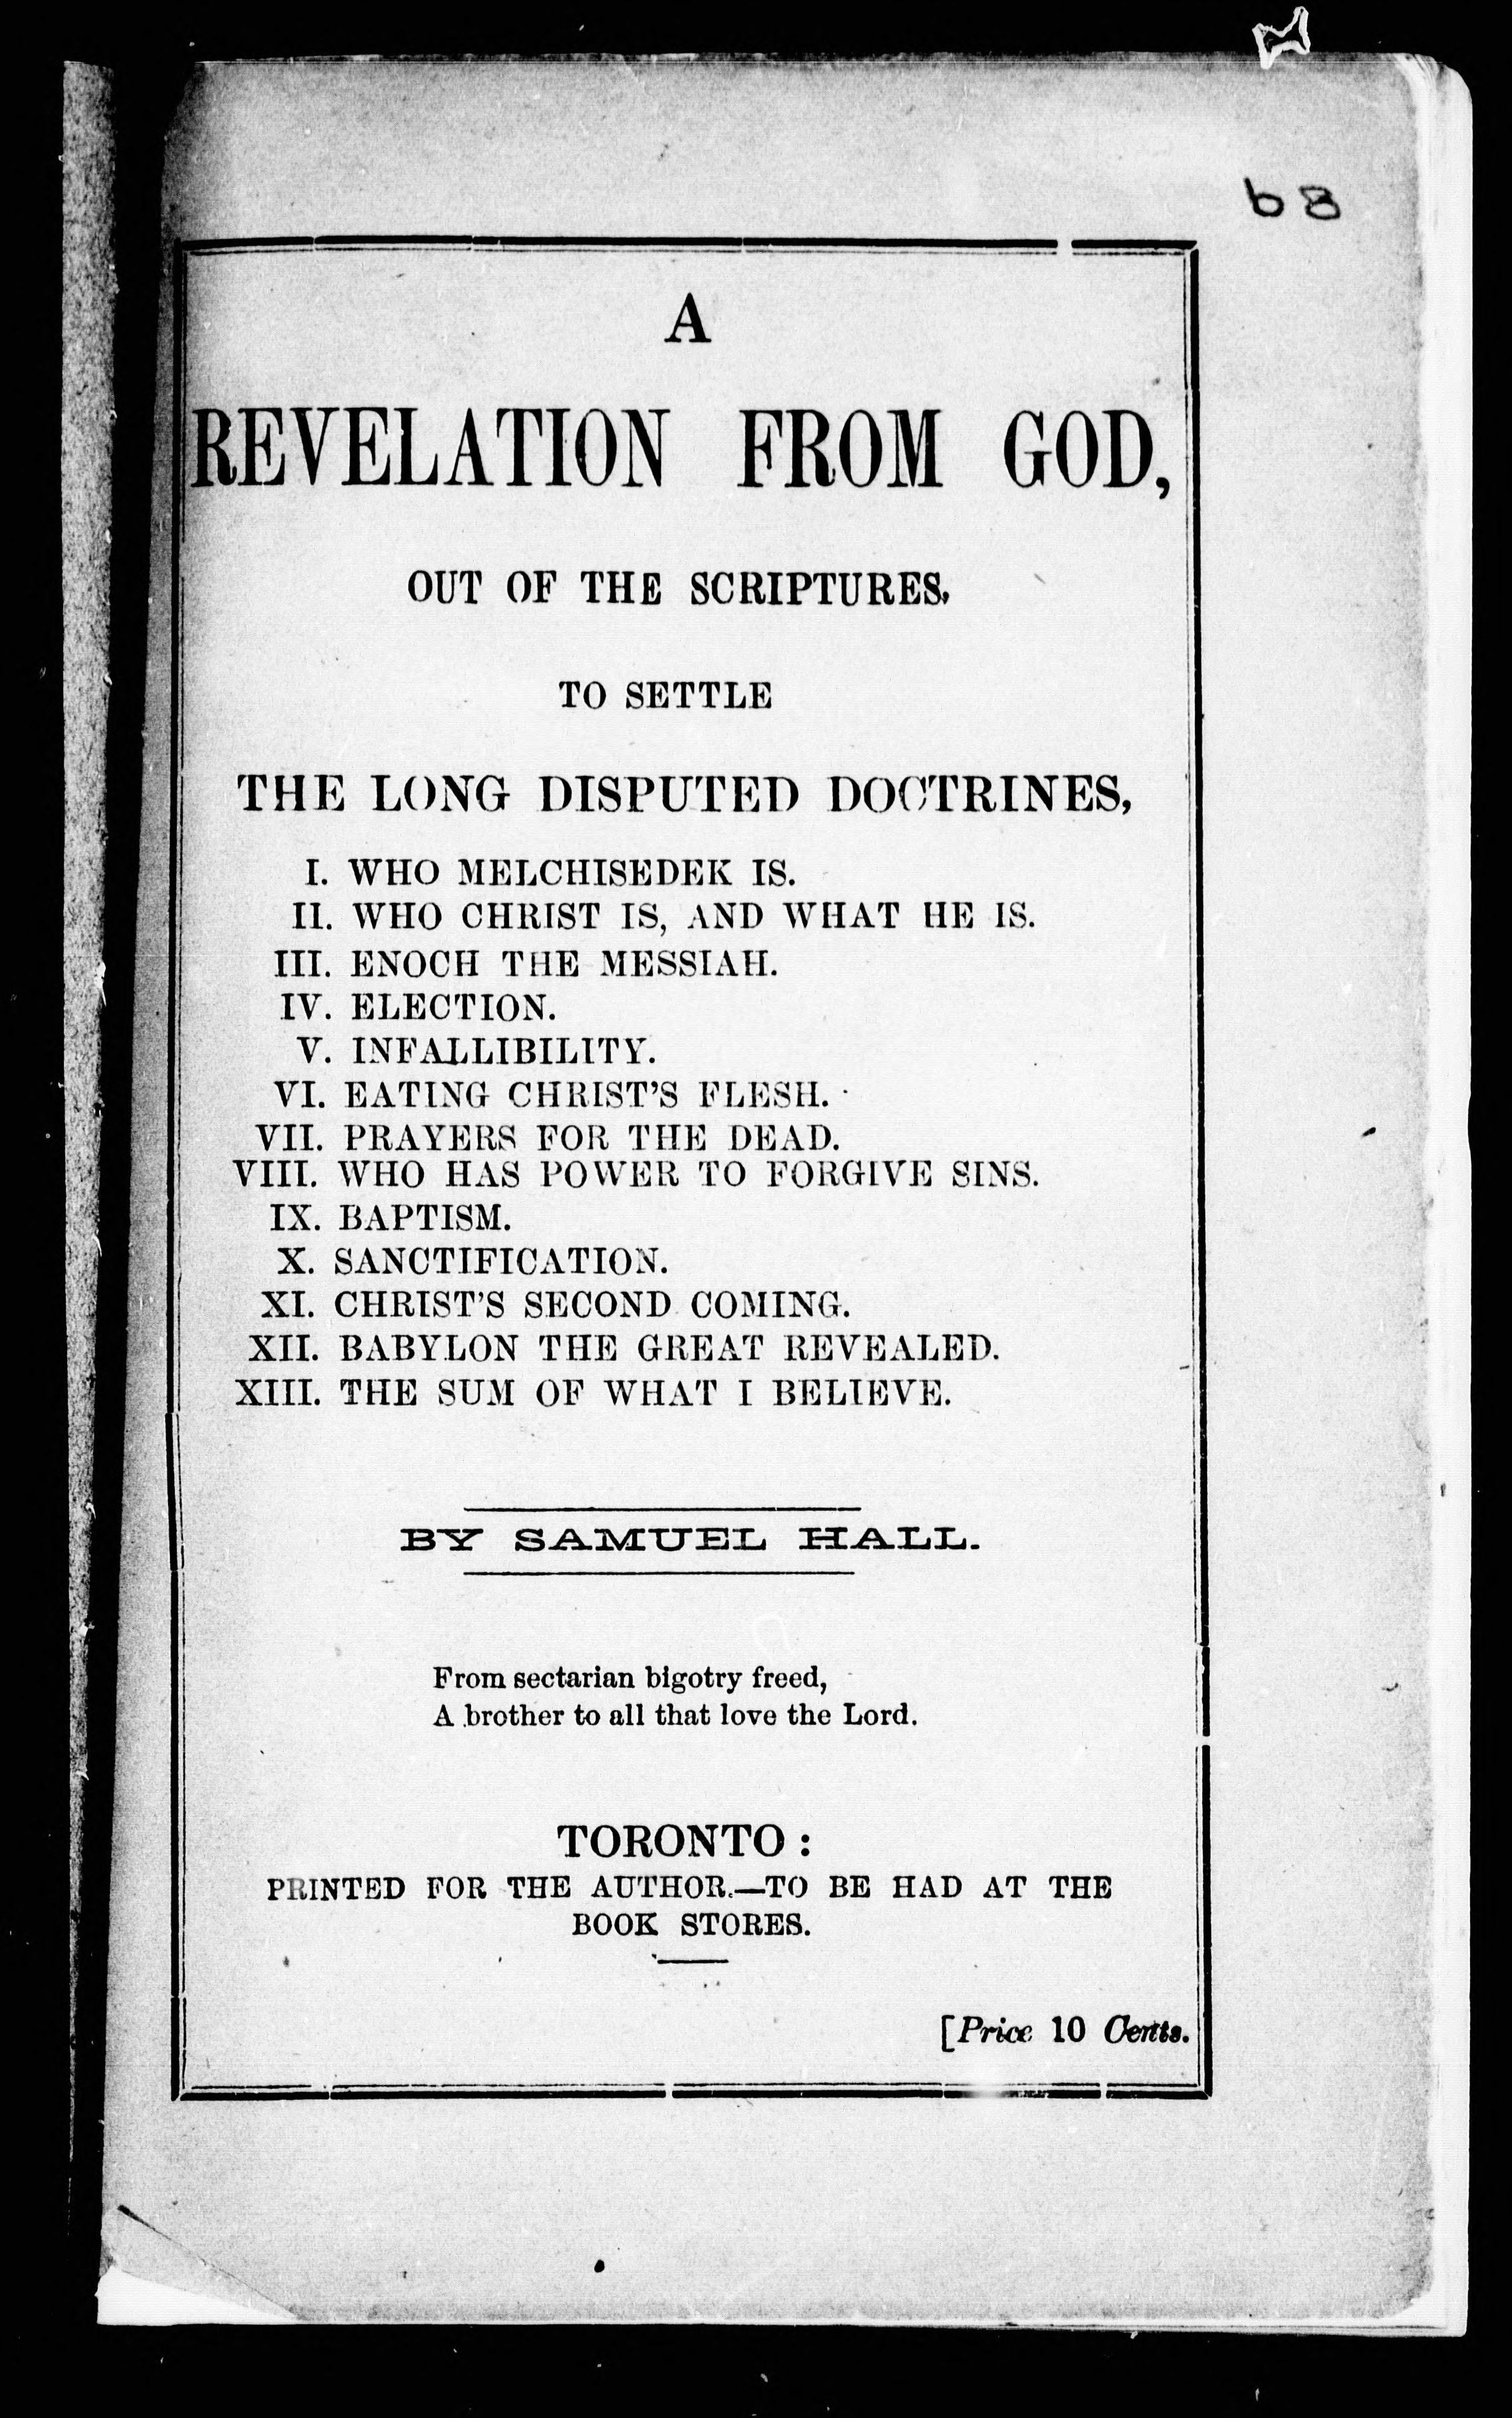 b8
A
REVELATION FROM GOD,
OUT OF THE SCRIPTURES,
TO SETTLE
THE LONG DISPUTED DOCTRINES,
I. WHO MELCHISEDEK IS.
II. WHO CHRIST IS, AND WHAT HE IS.
III. ENOCH THE MESSIAH.
IV. ELECTION.
V. INFALLIBILITY.
VI. EATING CHRIST'S FLESH.
VII. PRAYERS FOR THE DEAD.
VIII. WHO HAS POWER TO FORGIVE SINS.
IX. BAPTISM.
X. SANCTIFICATION.
XI. CHRIST'S SECOND COMING.
XII. BABYLON THE GREAT REVEALED.
XIII. THE SUM OF WHAT I BELIEVE.
BY SAMUEL HALL.
From sectarian bigotry freed,
A brother to all that love the Lord.
TORONTO:
PRINTED FOR THE AUTHOR.—TO BE HAD AT THE
BOOK STORES.
[Price 10 Cents.